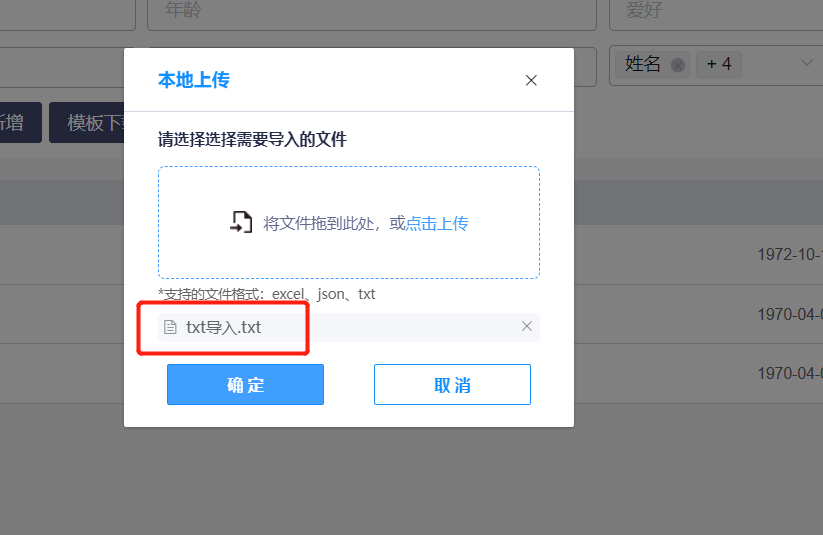 年龄
爱好
姓名
+ 4
新增
模板下载
本地上传
请选择选择需要导入的文件
将文件拖到此处，或点击上传
*支持的文件格式：excel、json、txt
txt导入.txt
确 定
取 消
1972-10-
1970-04-0
1970-04-0